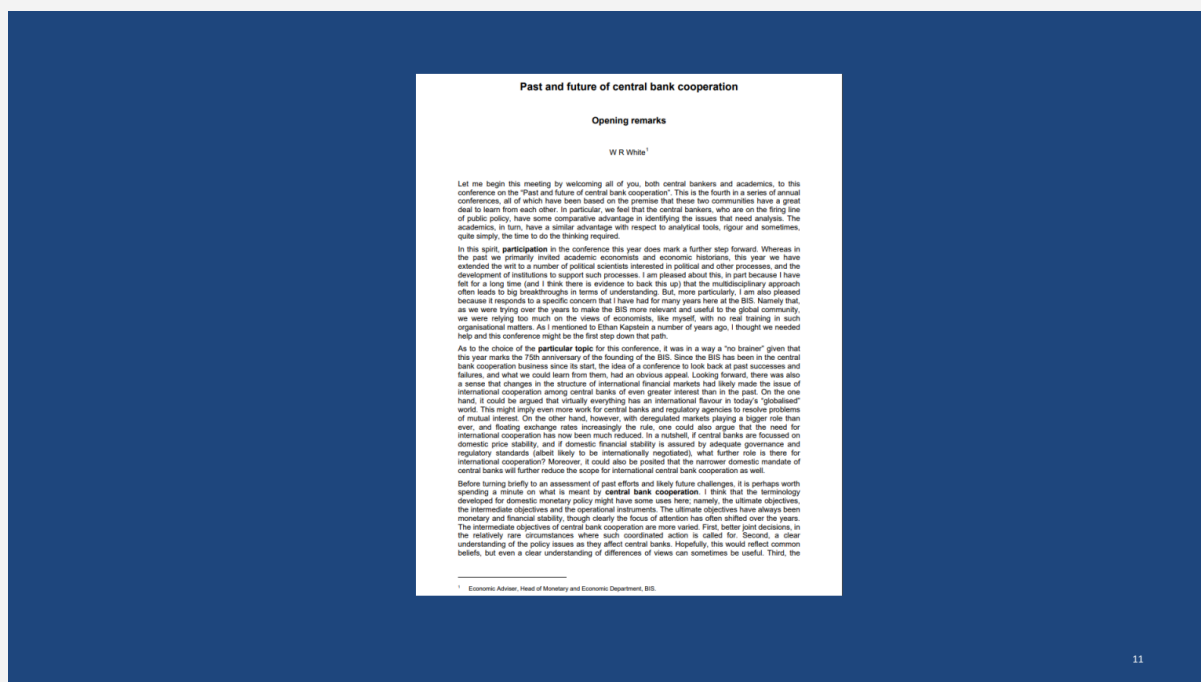 Past and future of central bank cooperation
Opening remarks
W R White1
Let me begin this meeting by welcoming all of you, both central bankers and academics, to this
conference on the “Past and future of central bank cooperation”. This is the fourth in a series of annual
conferences, all of which have been based on the premise that these two communities have a great
deal to learn from each other. In particular, we feel that the central bankers, who are on the firing line
of public policy, have some comparative advantage in identifying the issues that need analysis. The
academics, in turn, have a similar advantage with respect to analytical tools, rigour and sometimes,
quite simply, the time to do the thinking required.
In this spirit, participation in the conference this year does mark a further step forward. Whereas in
the past we primarily invited academic economists and economic historians, this year we have
extended the writ to a number of political scientists interested in political and other processes, and the
development of institutions to support such processes. I am pleased about this, in part because I have
felt for a long time (and I think there is evidence to back this up) that the multidisciplinary approach
often leads to big breakthroughs in terms of understanding. But, more particularly, I am also pleased
because it responds to a specific concern that I have had for many years here at the BIS. Namely that,
as we were trying over the years to make the BIS more relevant and useful to the global community,
we were relying too much on the views of economists, like myself, with no real training in such
organisational matters. As I mentioned to Ethan Kapstein a number of years ago, I thought we needed
help and this conference might be the first step down that path.
As to the choice of the particular topic for this conference, it was in a way a “no brainer” given that
this year marks the 75th anniversary of the founding of the BIS. Since the BIS has been in the central
bank cooperation business since its start, the idea of a conference to look back at past successes and
failures, and what we could learn from them, had an obvious appeal. Looking forward, there was also
a sense that changes in the structure of international financial markets had likely made the issue of
international cooperation among central banks of even greater interest than in the past. On the one
hand, it could be argued that virtually everything has an international flavour in today’s “globalised”
world. This might imply even more work for central banks and regulatory agencies to resolve problems
of mutual interest. On the other hand, however, with deregulated markets playing a bigger role than
ever, and floating exchange rates increasingly the rule, one could also argue that the need for
international cooperation has now been much reduced. In a nutshell, if central banks are focussed on
domestic price stability, and if domestic financial stability is assured by adequate governance and
regulatory standards (albeit likely to be internationally negotiated), what further role is there for
international cooperation? Moreover, it could also be posited that the narrower domestic mandate of
central banks will further reduce the scope for international central bank cooperation as well.
Before turning briefly to an assessment of past efforts and likely future challenges, it is perhaps worth
spending a minute on what is meant by central bank cooperation. I think that the terminology
developed for domestic monetary policy might have some uses here; namely, the ultimate objectives,
the intermediate objectives and the operational instruments. The ultimate objectives have always been
monetary and financial stability, though clearly the focus of attention has often shifted over the years.
The intermediate objectives of central bank cooperation are more varied. First, better joint decisions, in
the relatively rare circumstances where such coordinated action is called for. Second, a clear
understanding of the policy issues as they affect central banks. Hopefully, this would reflect common
beliefs, but even a clear understanding of differences of views can sometimes be useful. Third, the
1 Economic Adviser, Head of Monetary and Economic Department, BIS.
11